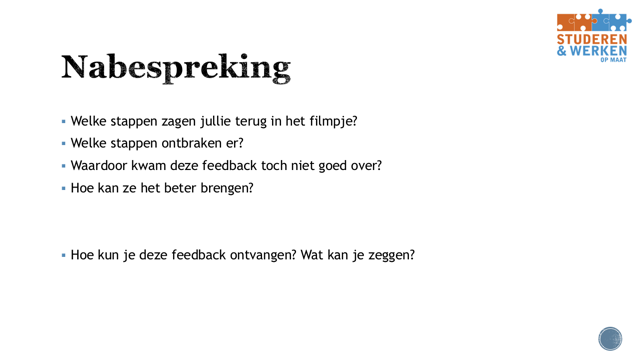 STUDEREN
& WERKEN
OP MAAT
Nabespreking
▪ Welke stappen zagen jullie terug in het filmpje?
▪ Welke stappen ontbraken er?
▪ Waardoor kwam deze feedback toch niet goed over?
▪ Hoe kan ze het beter brengen?
▪ Hoe kun je deze feedback ontvangen? Wat kan je zeggen?